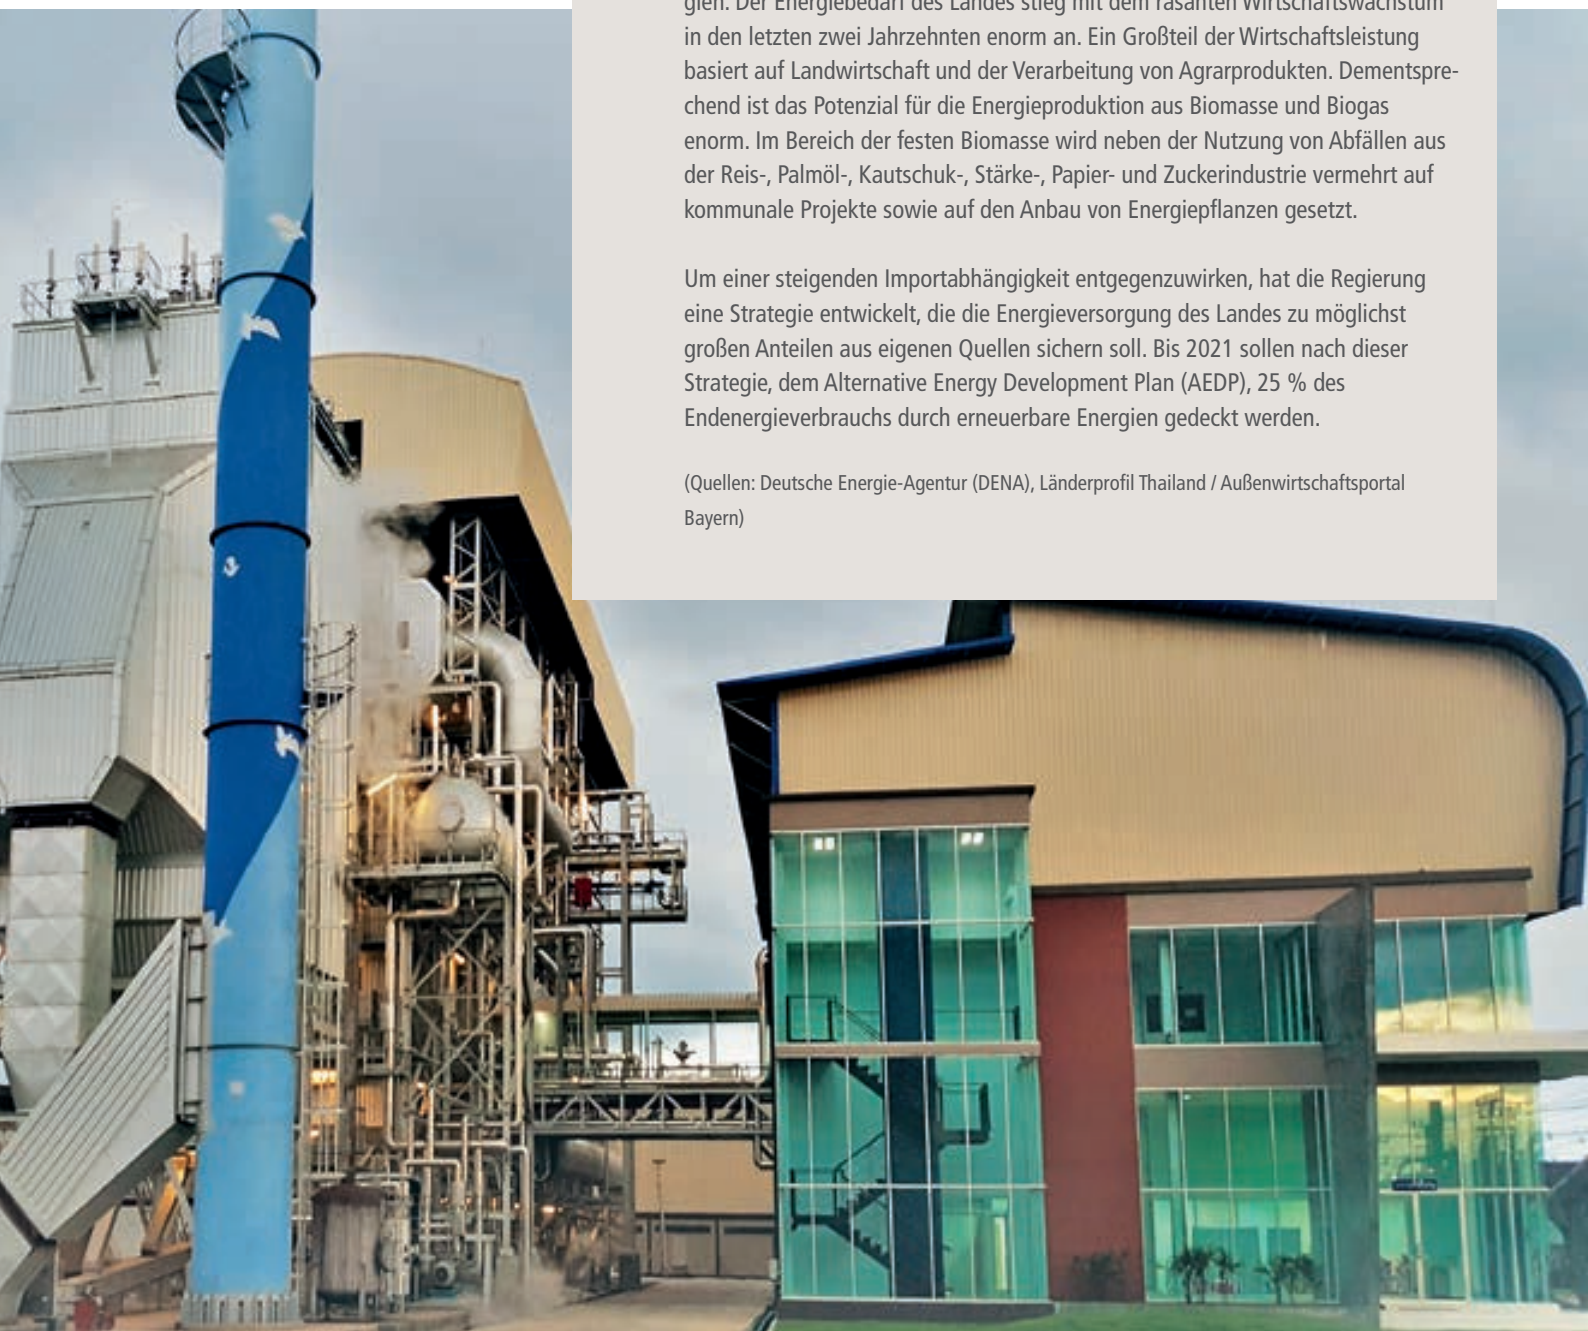 gien. Der Energiebedarf des Landes stieg mit dem rasanten Wirtschaftswachstum
in den letzten zwei Jahrzehnten enorm an. Ein Großteil der Wirtschaftsleistung
basiert auf Landwirtschaft und der Verarbeitung von Agrarprodukten. Dementspre-
chend ist das Potenzial für die Energieproduktion aus Biomasse und Biogas
enorm. Im Bereich der festen Biomasse wird neben der Nutzung von Abfällen aus
der Reis-, Palmöl-, Kautschuk-, Stärke-, Papier- und Zuckerindustrie vermehrt auf
kommunale Projekte sowie auf den Anbau von Energiepflanzen gesetzt.
Um einer steigenden Importabhängigkeit entgegenzuwirken, hat die Regierung
eine Strategie entwickelt, die die Energieversorgung des Landes zu möglichst
großen Anteilen aus eigenen Quellen sichern soll. Bis 2021 sollen nach dieser
Strategie, dem Alternative Energy Development Plan (AEDP), 25 % des
Endenergieverbrauchs durch erneuerbare Energien gedeckt werden.
(Quellen: Deutsche Energie-Agentur (DENA), Länderprofil Thailand / Außenwirtschaftsportal
Bayern)